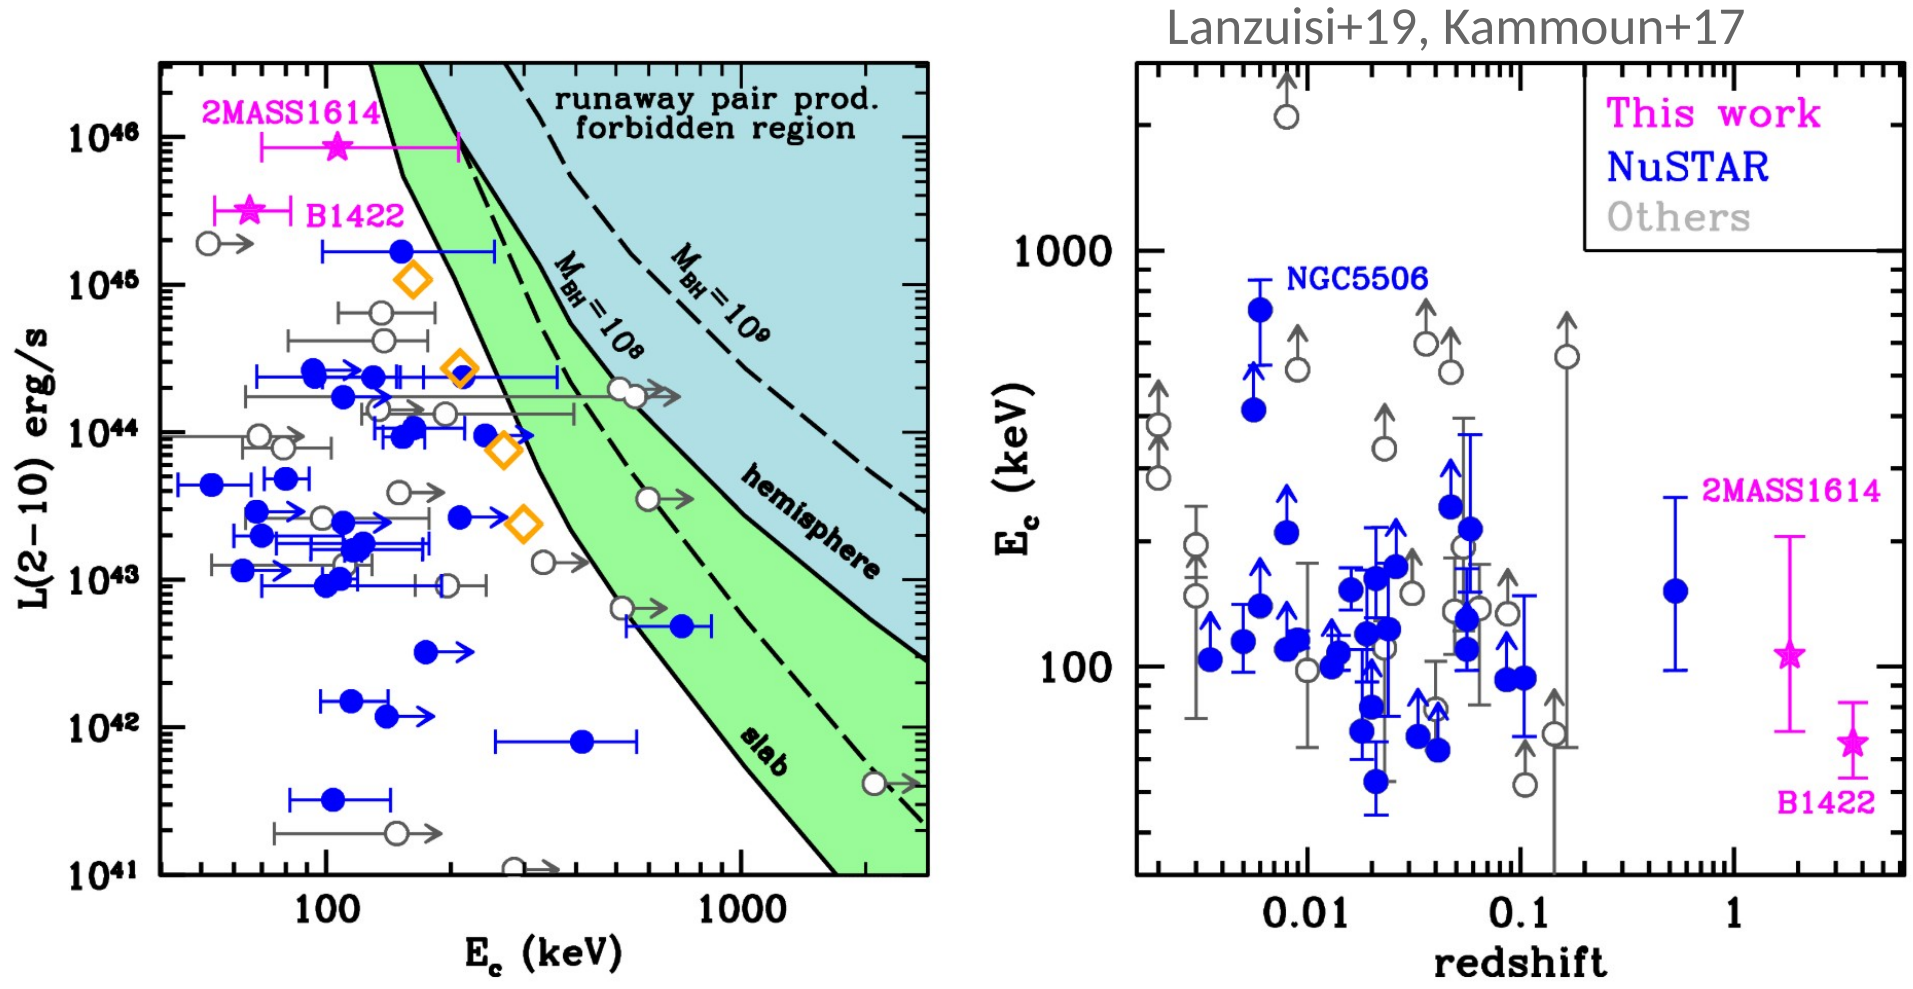 Lanzuisi+19, Kammoun+17
runaway pair prod.
forbidden region
2MASS1614
B1422
M_BH=10⁸
M_BH=10⁹
hemisphere
slab
10⁴⁶
10⁴⁵
10⁴⁴
10⁴³
10⁴²
10⁴¹
L(2-10) erg/s
100
1000
E_c (keV)
This work
NuSTAR
Others
NGC5506
2MASS1614
B1422
1000
100
E_c (keV)
0.01
0.1
1
redshift